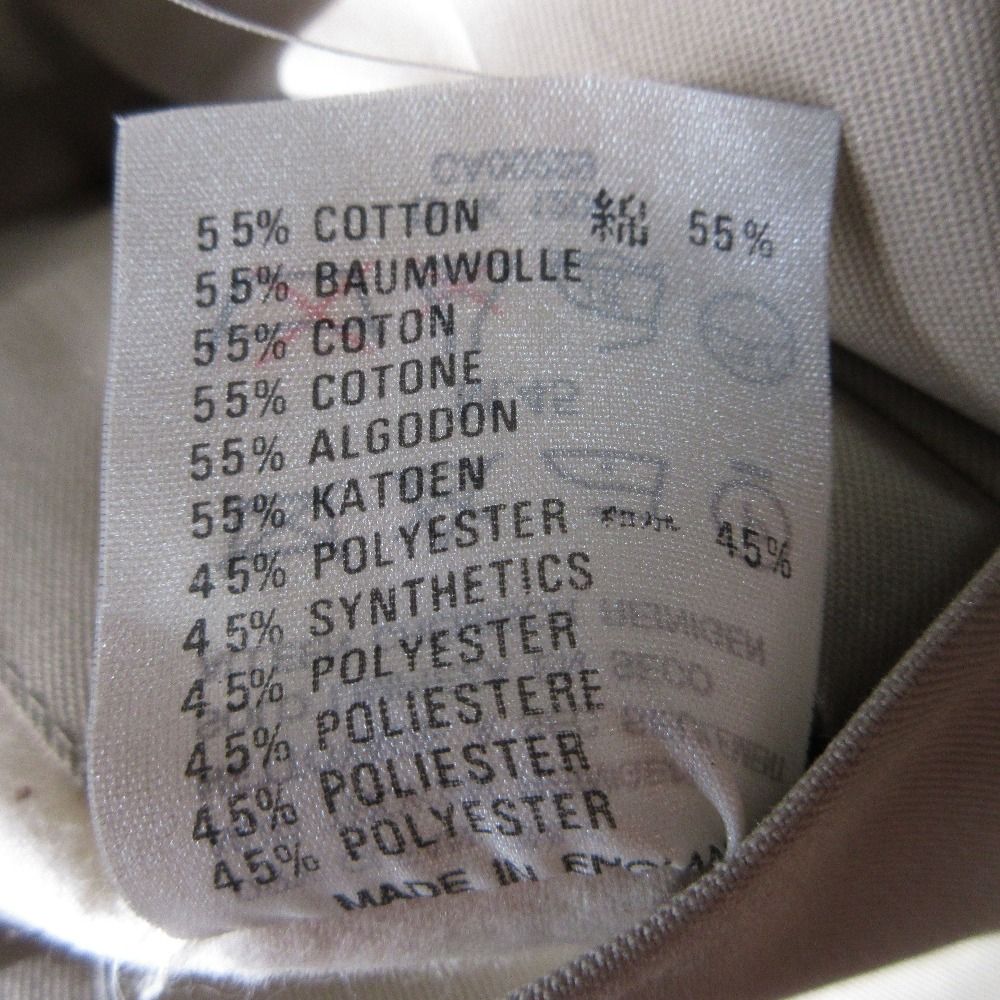 55% COTTON 綿 55%
55% BAUMWOLLE
55% COTON
55% COTONE
55% ALGODON
55% KATOEN
45% POLYESTER 45%
45% SYNTHETICS
45% POLYESTER
45% POLIESTERE
45% POLIESTER
45% POLYESTER
MADE IN